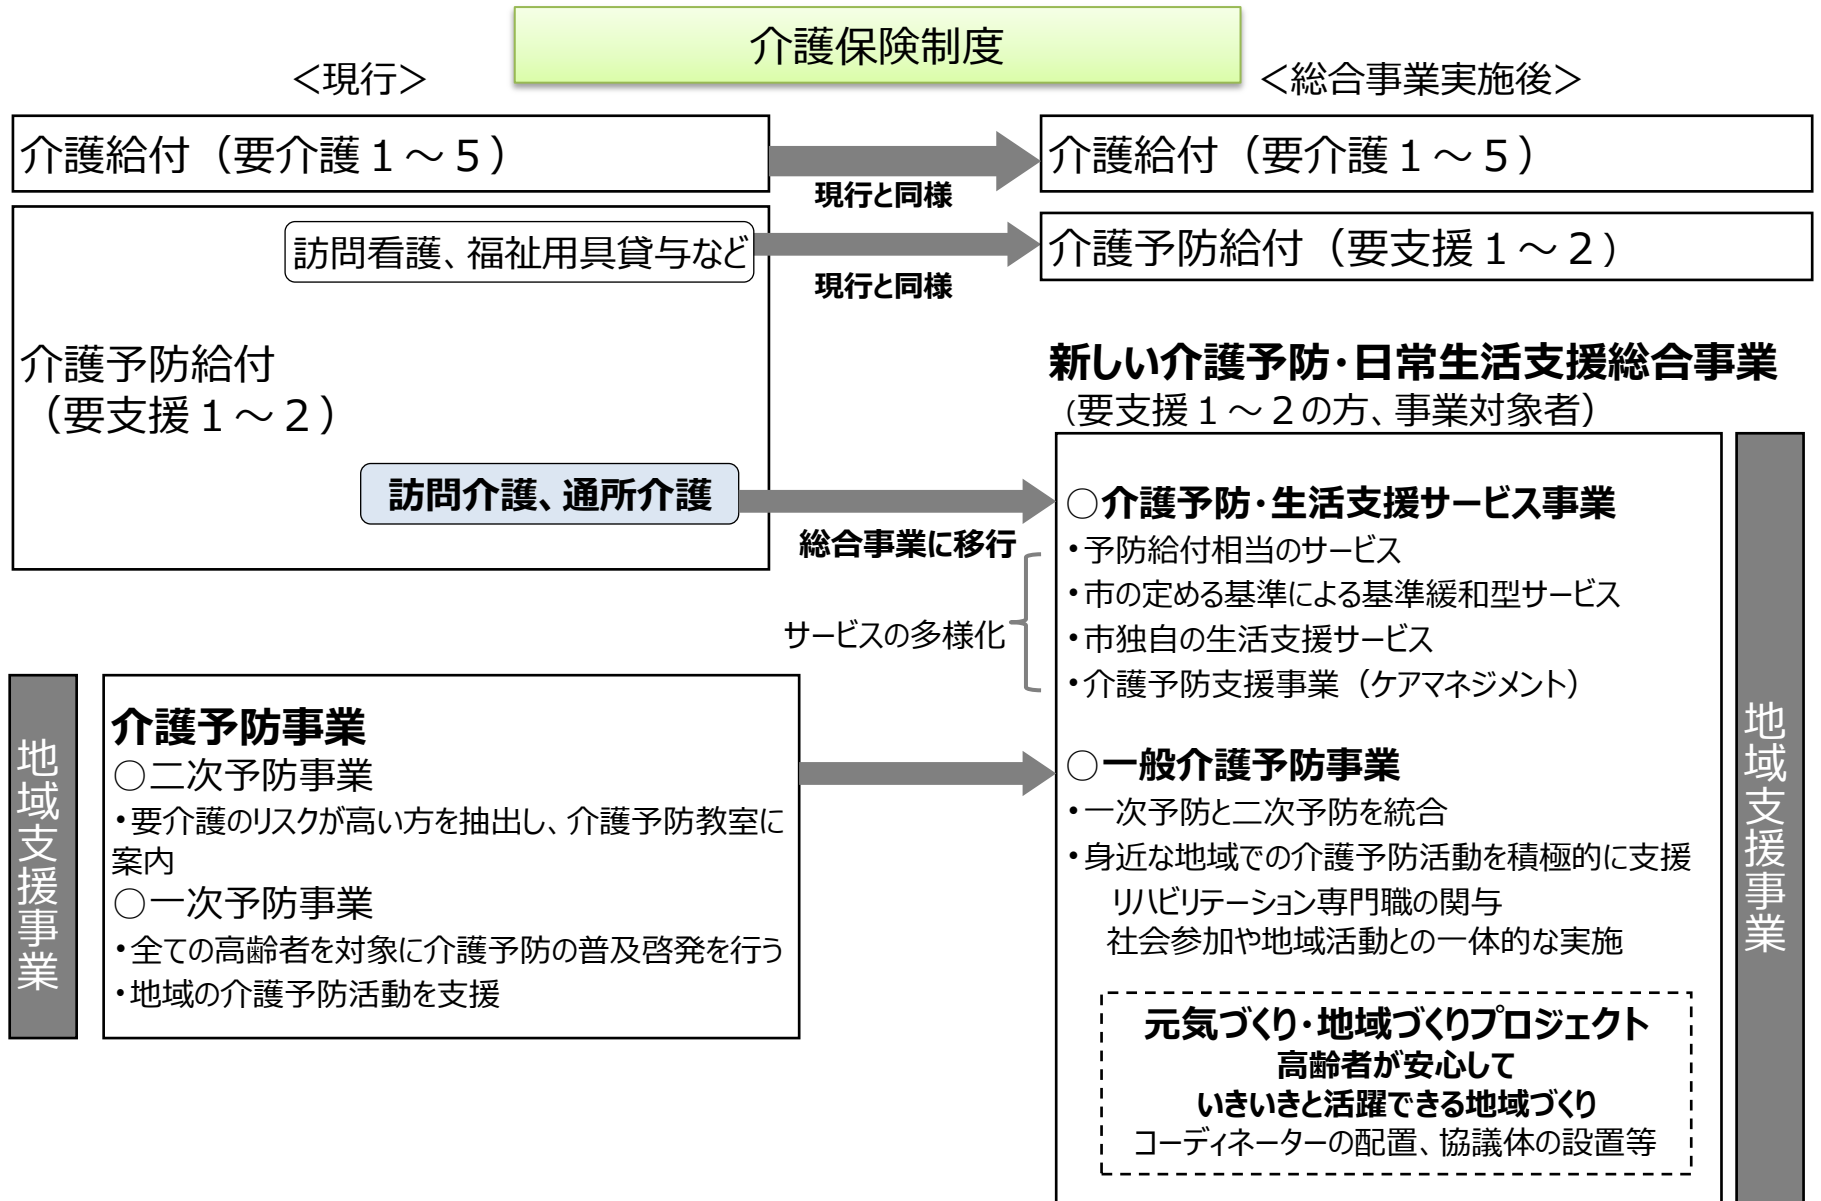 介護保険制度
＜現行＞
＜総合事業実施後＞
介護給付（要介護１～５）
現行と同様
介護給付（要介護１～５）
訪問看護、福祉用具貸与など
現行と同様
介護予防給付（要支援１～２）
介護予防給付
（要支援１～２）
訪問介護、通所介護
総合事業に移行
サービスの多様化
新しい介護予防・日常生活支援総合事業
（要支援１～２の方、事業対象者）
○介護予防・生活支援サービス事業
・予防給付相当のサービス
・市の定める基準による基準緩和型サービス
・市独自の生活支援サービス
・介護予防支援事業（ケアマネジメント）
地域支援事業
介護予防事業
○二次予防事業
・要介護のリスクが高い方を抽出し、介護予防教室に
案内
○一次予防事業
・全ての高齢者を対象に介護予防の普及啓発を行う
・地域の介護予防活動を支援
○一般介護予防事業
・一次予防と二次予防を統合
・身近な地域での介護予防活動を積極的に支援
リハビリテーション専門職の関与
社会参加や地域活動との一体的な実施
元気づくり・地域づくりプロジェクト
高齢者が安心して
いきいきと活躍できる地域づくり
コーディネーターの配置、協議体の設置等
地域支援事業